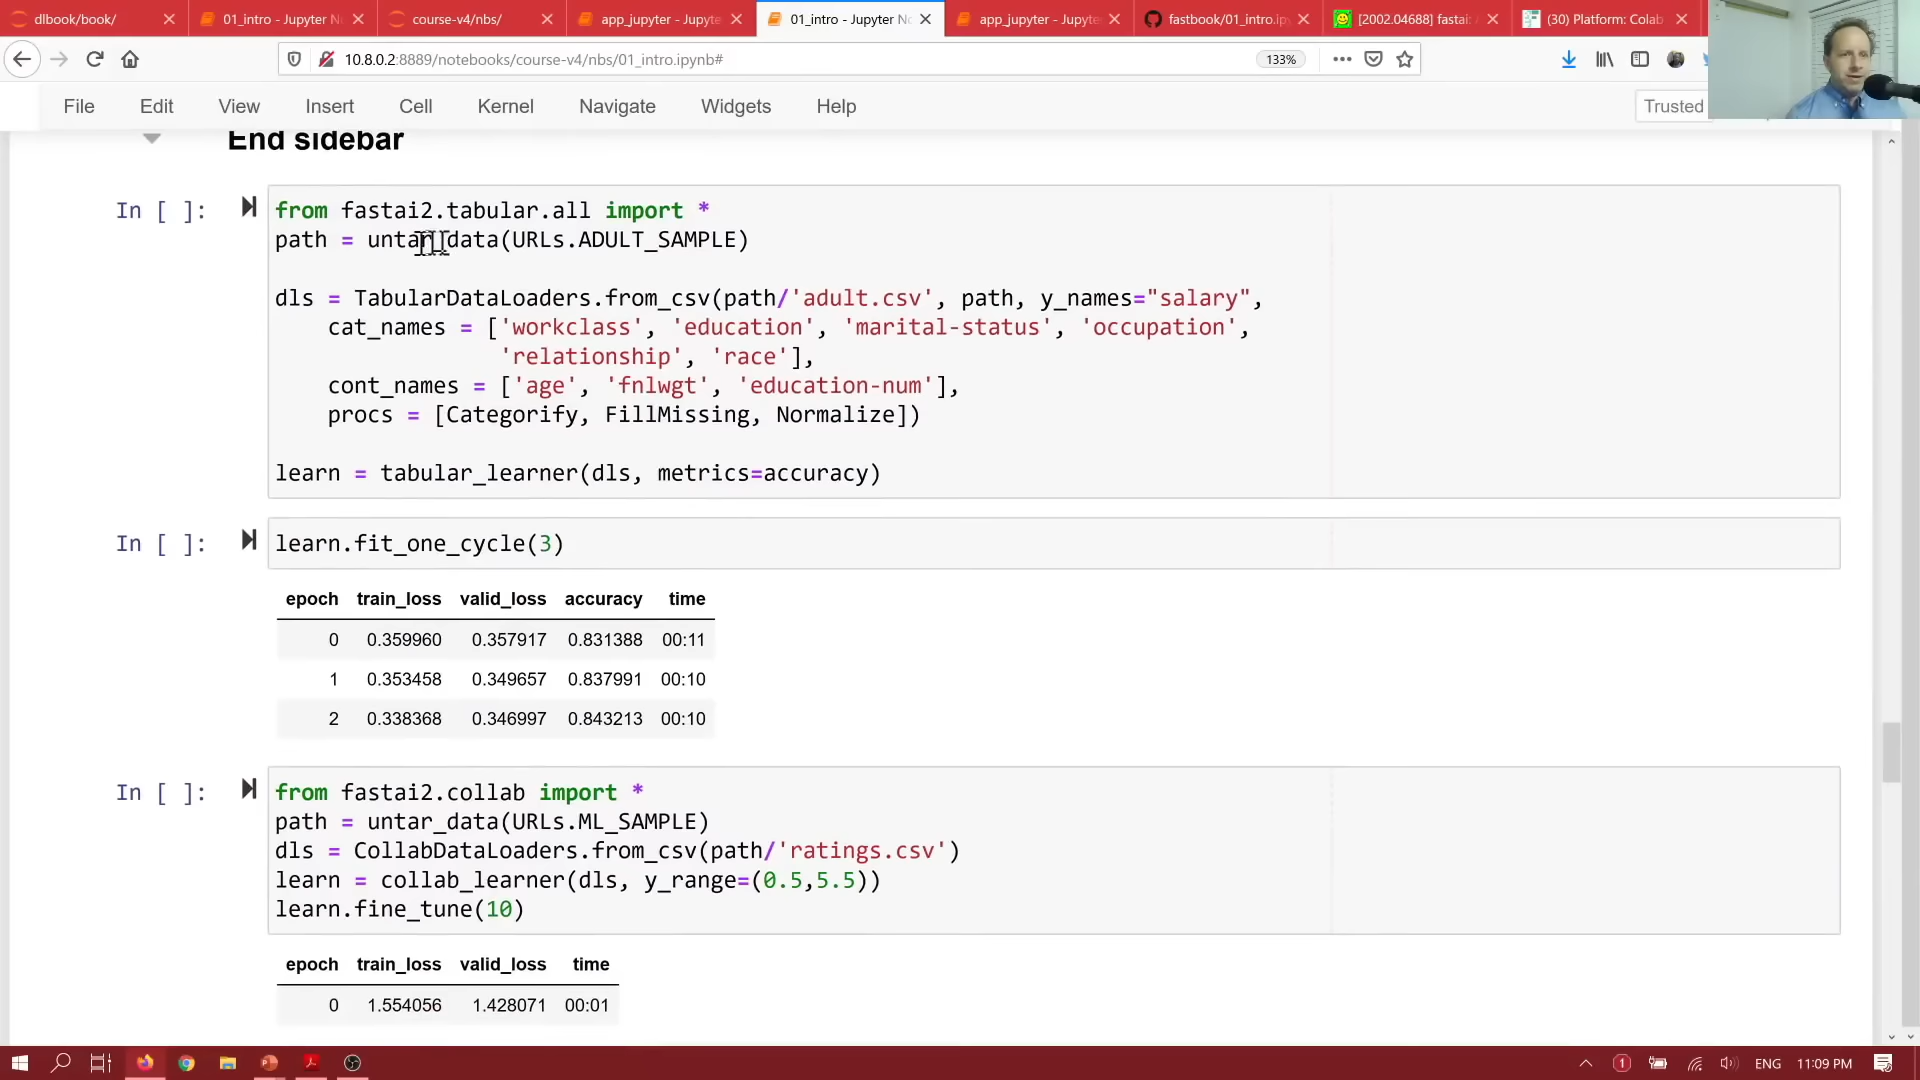 dlbook/book/
01_intro - Jupyter N
course-v4/nbs/
app_jupyter - Jupyte
01_intro - Jupyter N
app_jupyter - Jupyte
fastbook/01_intro.ip
[2002.04688] fastai:
(30) Platform: Colab
10.8.0.2:8889/notebooks/course-v4/nbs/01_intro.ipynb#
133%
File Edit View Insert Cell Kernel Navigate Widgets Help
Trusted
End sidebar
In [ ]:
from fastai2.tabular.all import *
path = untar_data(URLs.ADULT_SAMPLE)
dls = TabularDataLoaders.from_csv(path/'adult.csv', path, y_names="salary",
cat_names = ['workclass', 'education', 'marital-status', 'occupation',
'relationship', 'race'],
cont_names = ['age', 'fnlwgt', 'education-num'],
procs = [Categorify, FillMissing, Normalize])
learn = tabular_learner(dls, metrics=accuracy)
In [ ]:
learn.fit_one_cycle(3)
epoch train_loss valid_loss accuracy time
0 0.359960 0.357917 0.831388 00:11
1 0.353458 0.349657 0.837991 00:10
2 0.338368 0.346997 0.843213 00:10
In [ ]:
from fastai2.collab import *
path = untar_data(URLs.ML_SAMPLE)
dls = CollabDataLoaders.from_csv(path/'ratings.csv')
learn = collab_learner(dls, y_range=(0.5,5.5))
learn.fine_tune(10)
epoch train_loss valid_loss time
0 1.554056 1.428071 00:01
1
ENG
11:09 PM